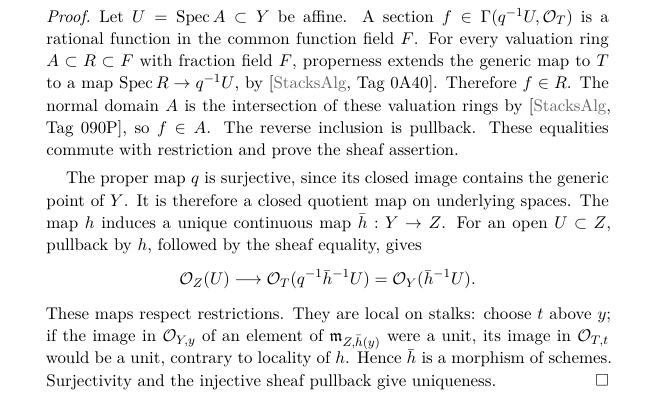 Proof. Let U = Spec A ⊂ Y be affine. A section f ∈ Γ(q⁻¹U, 𝒪_T) is a
rational function in the common function field F. For every valuation ring
A ⊂ R ⊂ F with fraction field F, properness extends the generic map to T
to a map Spec R → q⁻¹U, by [StacksAlg, Tag 0A40]. Therefore f ∈ R. The
normal domain A is the intersection of these valuation rings by [StacksAlg,
Tag 090P], so f ∈ A. The reverse inclusion is pullback. These equalities
commute with restriction and prove the sheaf assertion.
The proper map q is surjective, since its closed image contains the generic
point of Y. It is therefore a closed quotient map on underlying spaces. The
map h induces a unique continuous map h̄ : Y → Z. For an open U ⊂ Z,
pullback by h, followed by the sheaf equality, gives
𝒪_Z(U) ⟶ 𝒪_T(q⁻¹h̄⁻¹U) = 𝒪_Y(h̄⁻¹U).
These maps respect restrictions. They are local on stalks: choose t above y;
if the image in 𝒪_{Y,y} of an element of 𝔪_{Z,h̄(y)} were a unit, its image in 𝒪_{T,t}
would be a unit, contrary to locality of h. Hence h̄ is a morphism of schemes.
Surjectivity and the injective sheaf pullback give uniqueness. □